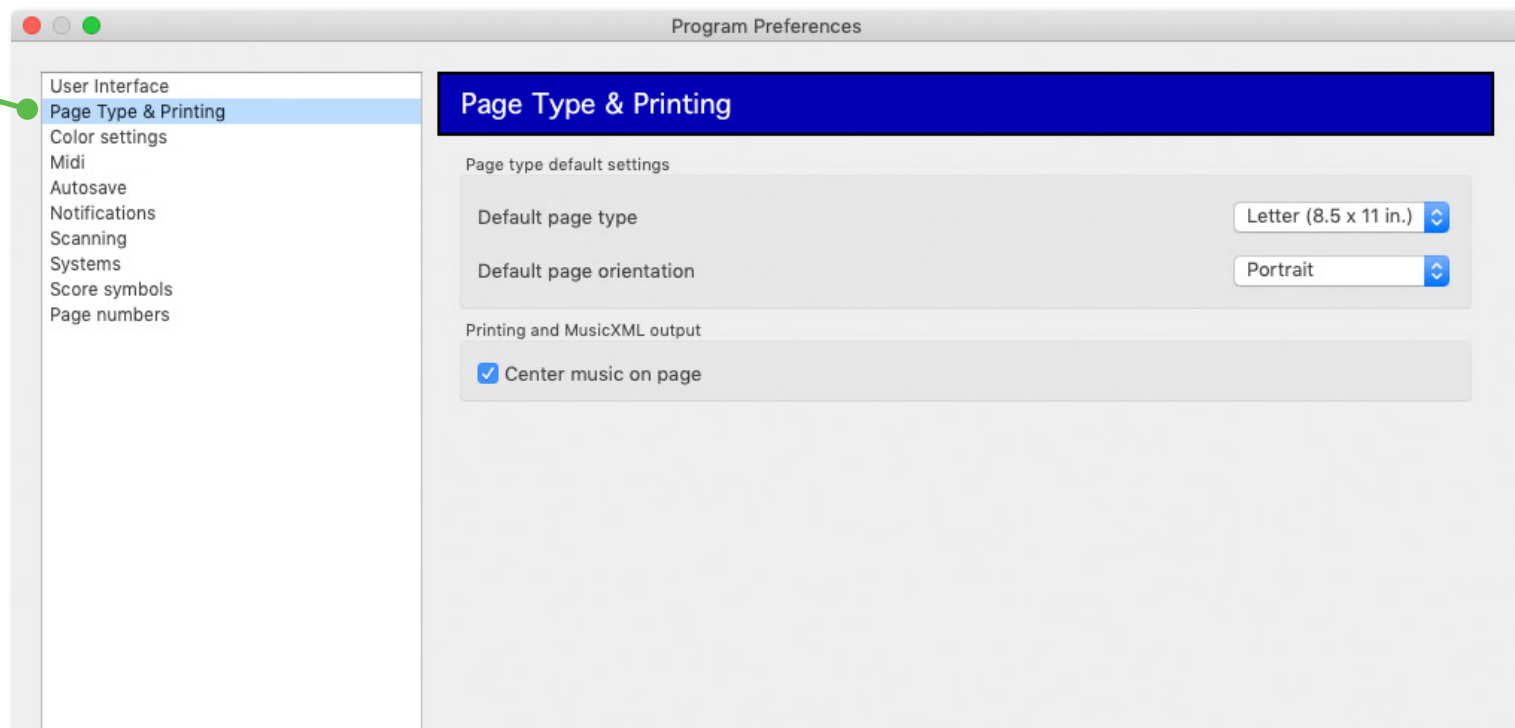 Program Preferences
User Interface
Page Type & Printing
Color settings
Midi
Autosave
Notifications
Scanning
Systems
Score symbols
Page numbers
Page Type & Printing
Page type default settings
Default page type
Letter (8.5 x 11 in.)
Default page orientation
Portrait
Printing and MusicXML output
Center music on page